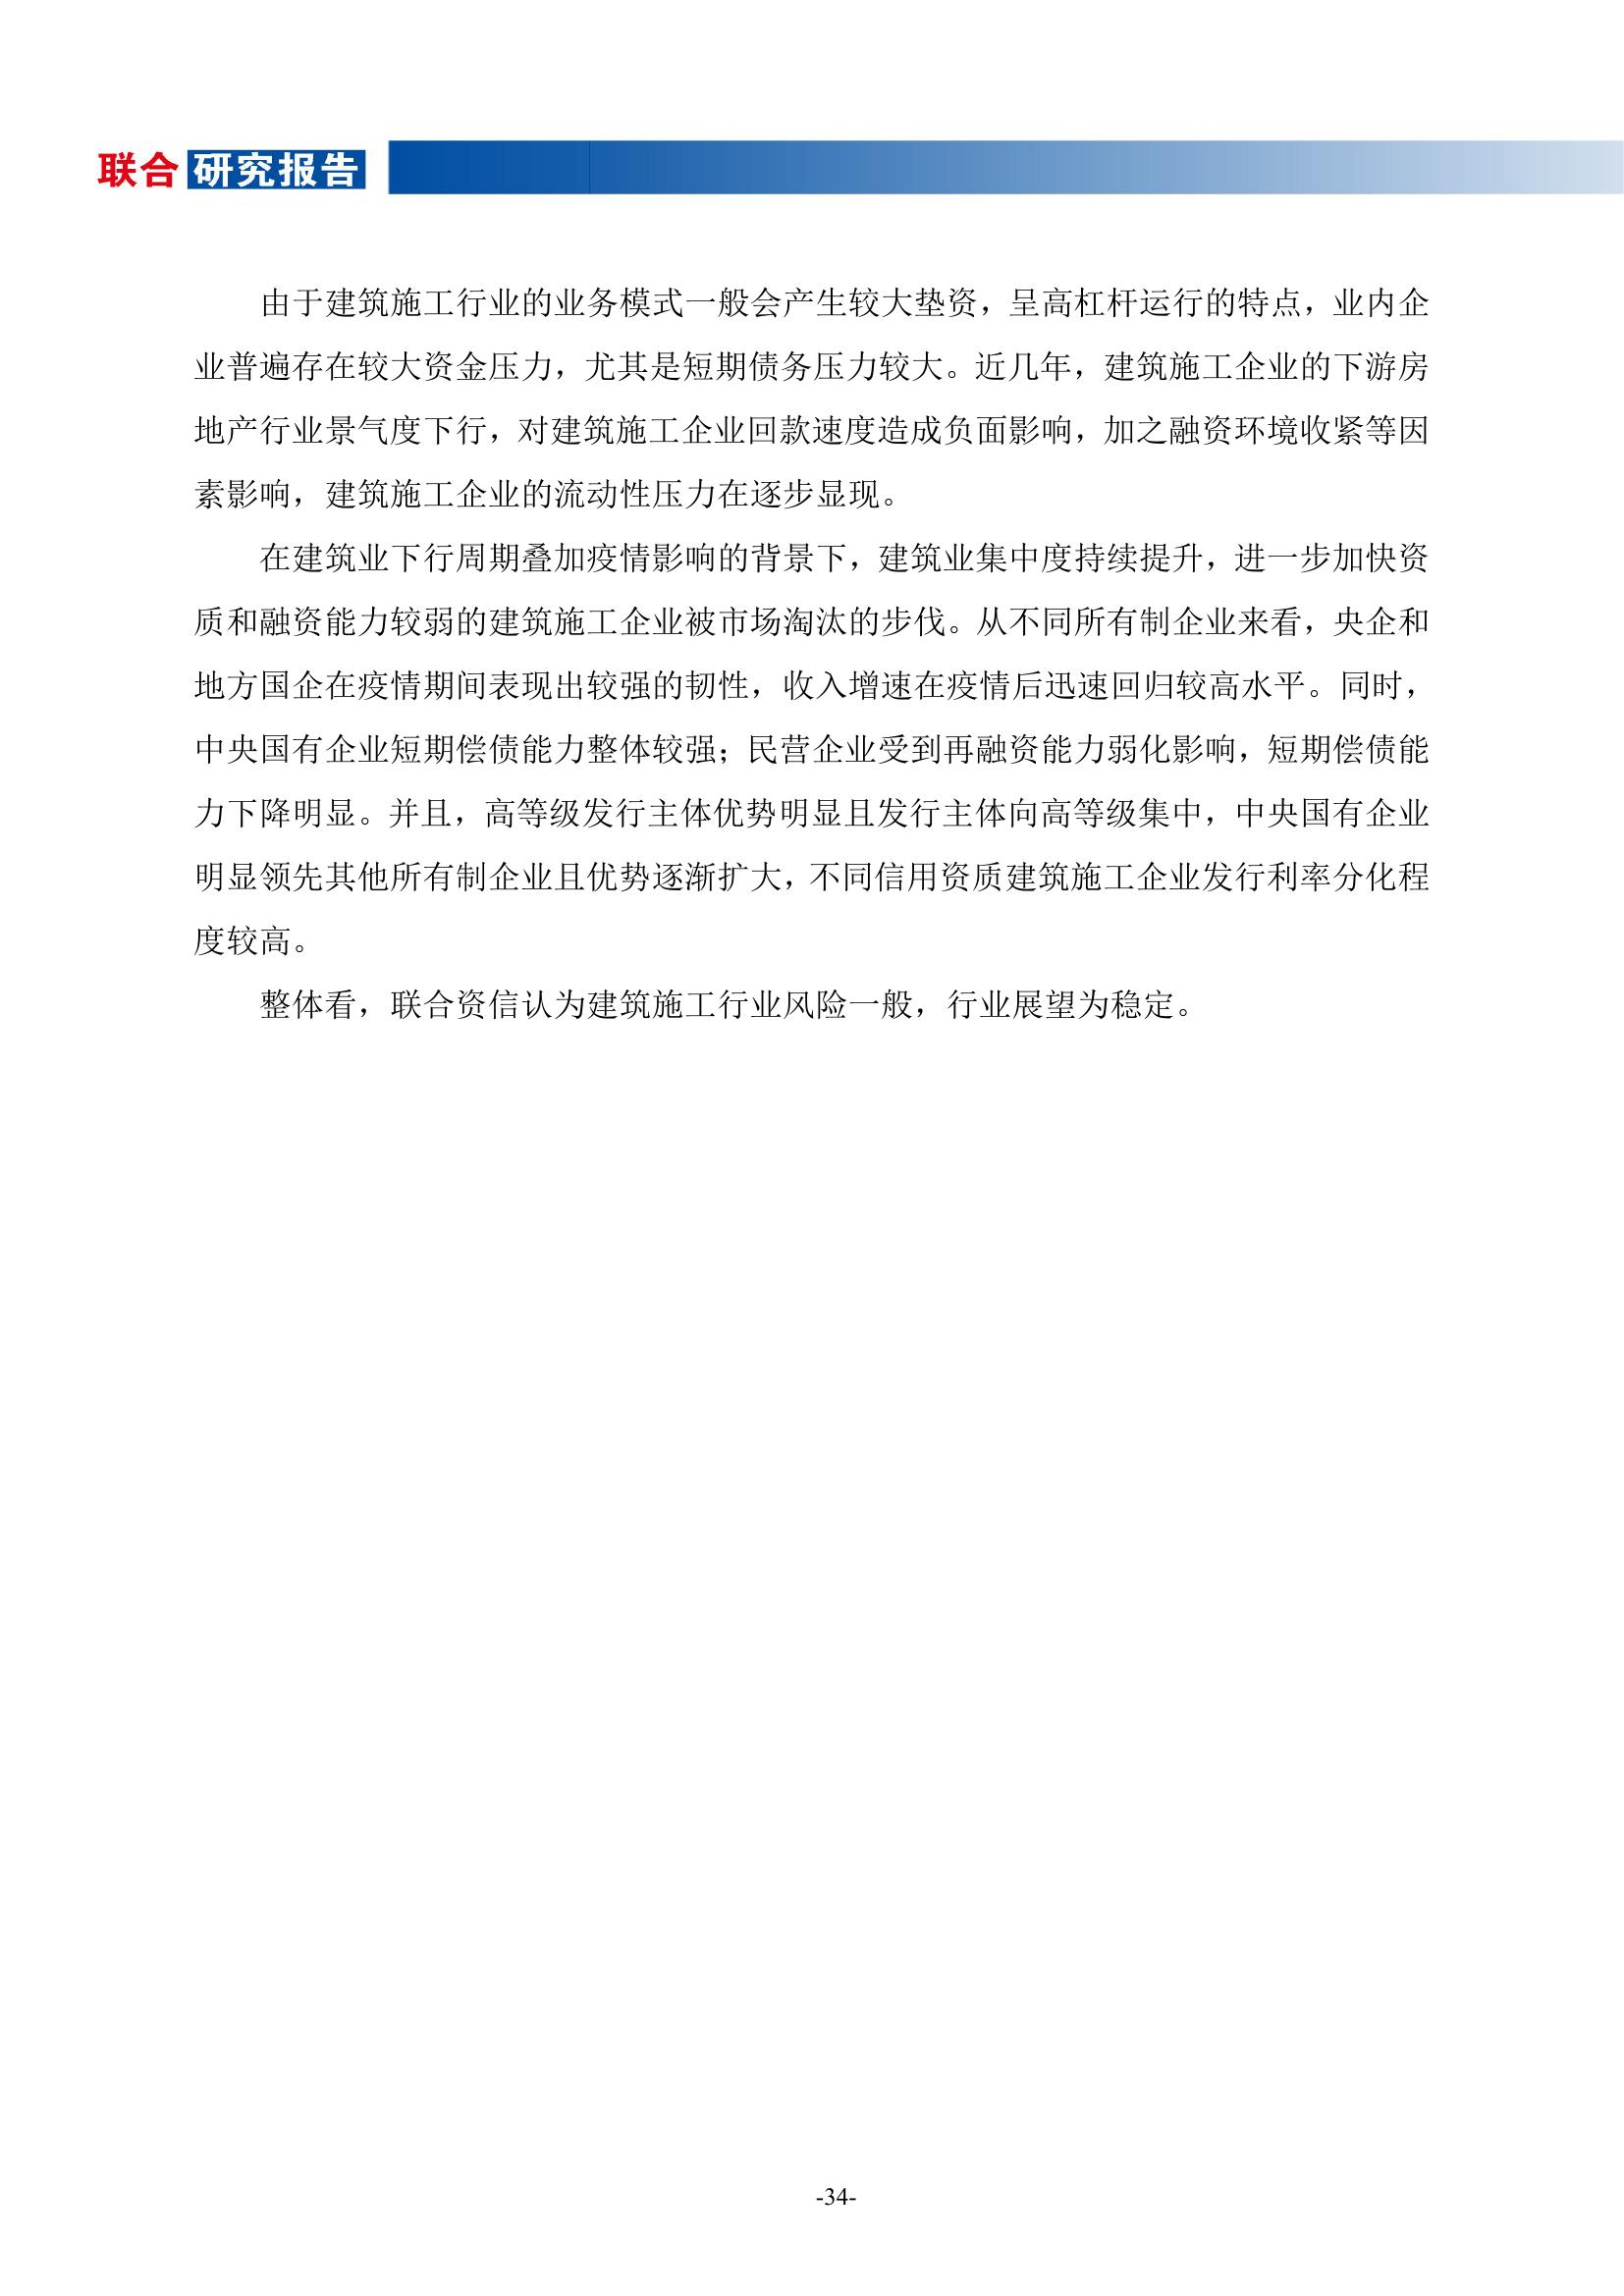 联合 研究报告
由于建筑施工行业的业务模式一般会产生较大垫资，呈高杠杆运行的特点，业内企
业普遍存在较大资金压力，尤其是短期债务压力较大。近几年，建筑施工企业的下游房
地产行业景气度下行，对建筑施工企业回款速度造成负面影响，加之融资环境收紧等因
素影响，建筑施工企业的流动性压力在逐步显现。
在建筑业下行周期叠加疫情影响的背景下，建筑业集中度持续提升，进一步加快资
质和融资能力较弱的建筑施工企业被市场淘汰的步伐。从不同所有制企业来看，央企和
地方国企在疫情期间表现出较强的韧性，收入增速在疫情后迅速回归较高水平。同时，
中央国有企业短期偿债能力整体较强；民营企业受到再融资能力弱化影响，短期偿债能
力下降明显。并且，高等级发行主体优势明显且发行主体向高等级集中，中央国有企业
明显领先其他所有制企业且优势逐渐扩大，不同信用资质建筑施工企业发行利率分化程
度较高。
整体看，联合资信认为建筑施工行业风险一般，行业展望为稳定。
-34-